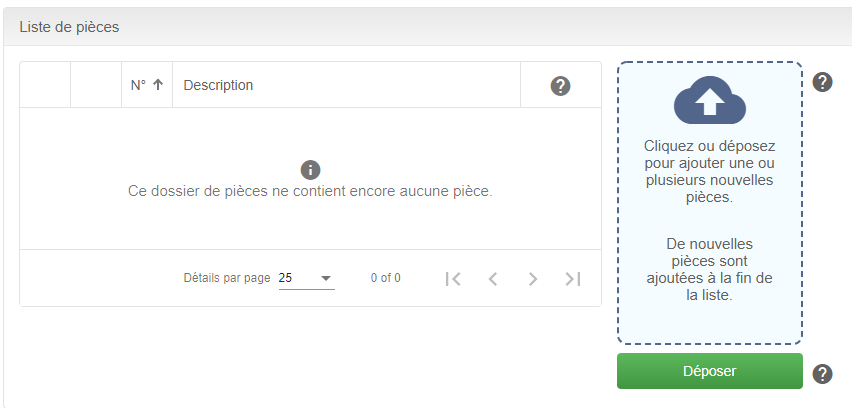 Liste de pièces
N° Description
Ce dossier de pièces ne contient encore aucune pièce.
Détails par page 25 0 of 0
Cliquez ou déposez
pour ajouter une ou
plusieurs nouvelles
pièces.
De nouvelles
pièces sont
ajoutées à la fin de
la liste.
Déposer